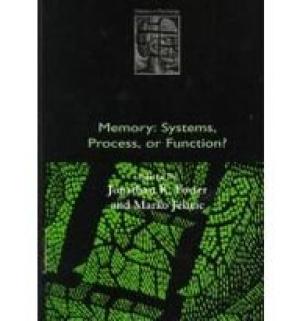 Memory: Systems,
Process, or Function?
Jonathan K. Foster
and Marko Jelicic